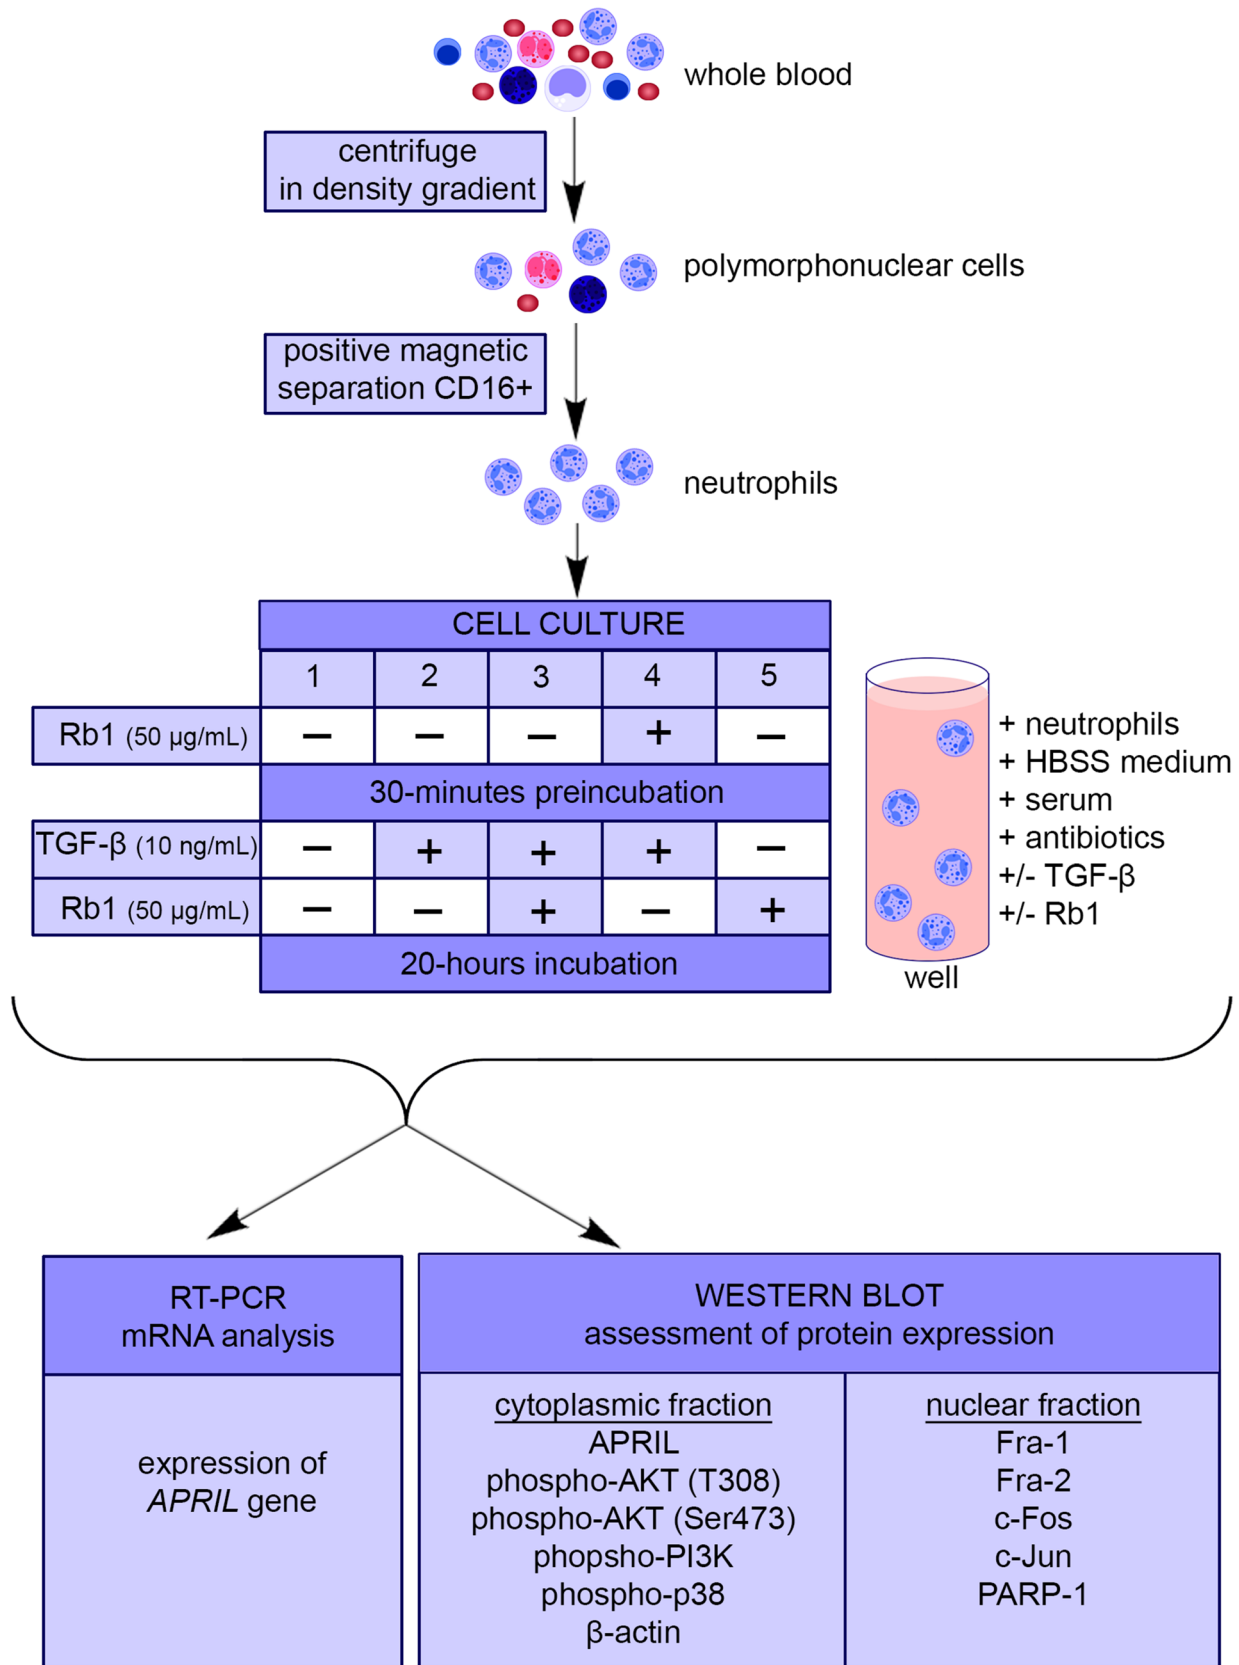 whole blood
centrifuge
in density gradient
polymorphonuclear cells
positive magnetic
separation CD16+
neutrophils
CELL CULTURE
1 2 3 4 5
Rb1 (50 µg/mL) − − − + −
30-minutes preincubation
TGF-β (10 ng/mL) − + + + −
Rb1 (50 µg/mL) − − + − +
20-hours incubation
+ neutrophils
+ HBSS medium
+ serum
+ antibiotics
+/- TGF-β
+/- Rb1
well
RT-PCR
mRNA analysis
expression of
APRIL gene
WESTERN BLOT
assessment of protein expression
cytoplasmic fraction
APRIL
phospho-AKT (T308)
phospho-AKT (Ser473)
phopsho-PI3K
phospho-p38
β-actin
nuclear fraction
Fra-1
Fra-2
c-Fos
c-Jun
PARP-1